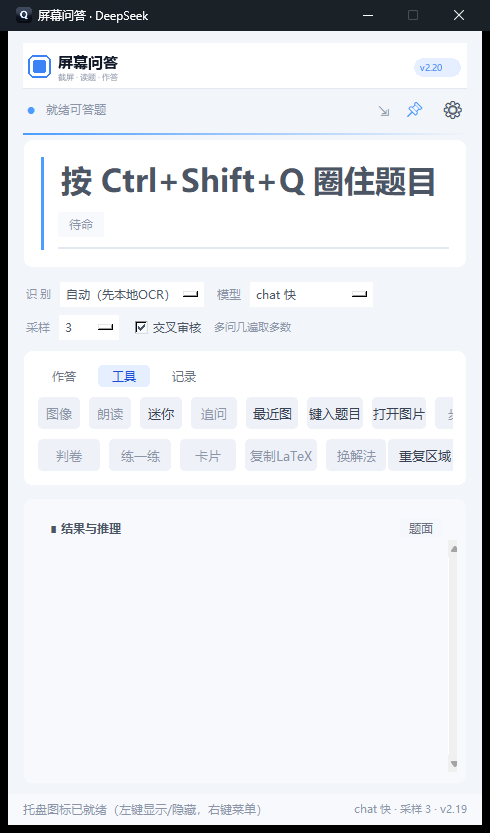 屏幕问答 · DeepSeek
屏幕问答
截屏 · 读题 · 作答
v2.20
就绪可答题
按 Ctrl+Shift+Q 圈住题目
待命
识别 自动（先本地OCR） 模型 chat 快
采样 3 交叉审核 多问几遍取多数
作答 工具 记录
图像 朗读 迷你 追问 最近图 键入题目 打开图片
判卷 练一练 卡片 复制LaTeX 换解法 重复区域
结果与推理 题面
托盘图标已就绪（左键显示/隐藏，右键菜单） chat 快 · 采样 3 · v2.19